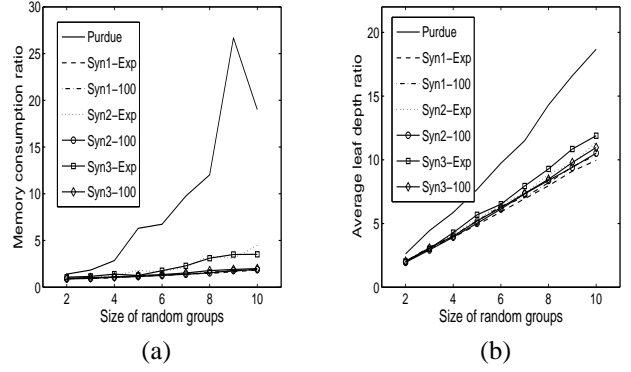 Memory consumption ratio
30
25
20
15
10
5
0
Purdue
Syn1-Exp
Syn1-100
Syn2-Exp
Syn2-100
Syn3-Exp
Syn3-100
2 4 6 8 10
Size of random groups
(a)
Average leaf depth ratio
20
15
10
5
0
Purdue
Syn1-Exp
Syn1-100
Syn2-Exp
Syn2-100
Syn3-Exp
Syn3-100
2 4 6 8 10
Size of random groups
(b)